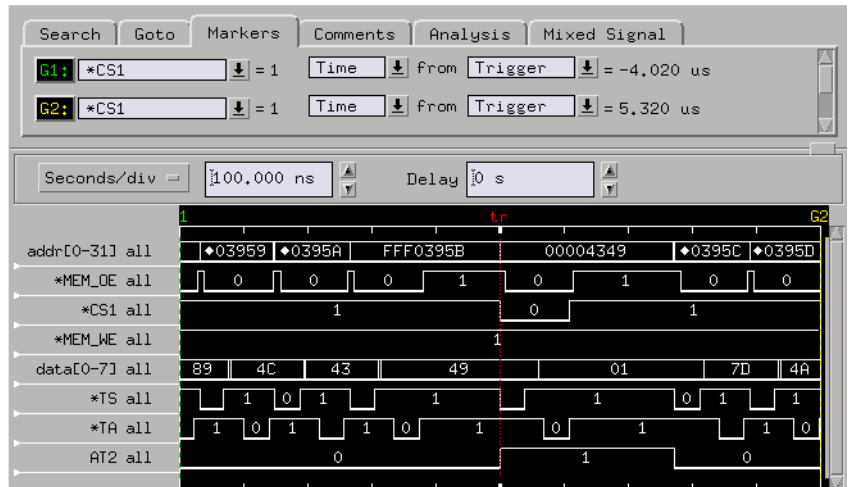 Search Goto Markers Comments Analysis Mixed Signal
G1: *CS1 = 1 Time from Trigger = -4.020 us
G2: *CS1 = 1 Time from Trigger = 5.320 us
Seconds/div 100.000 ns Delay 0 s
1 tr G2
addr[0-31] all ◆03959 ◆0395A FFF0395B 00004349 ◆0395C ◆0395D
*MEM_OE all 0 0 0 1 0 1 0 0
*CS1 all 1 0 1
*MEM_WE all 1
data[0-7] all 89 4C 43 49 01 7D 4A
*TS all 1 0 1 1 1 0 1 1
*TA all 1 0 1 1 0 1 0 1 1 0
AT2 all 0 1 0